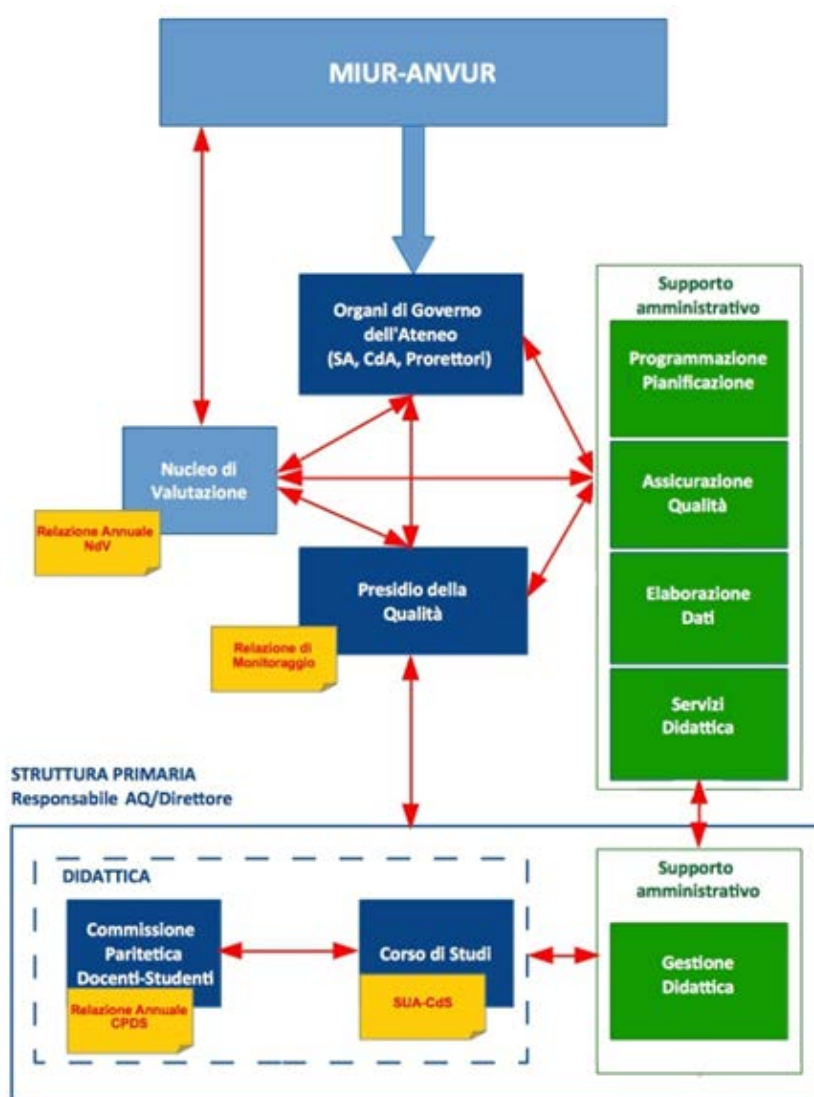 MIUR-ANVUR
Organi di Governo
dell'Ateneo
(SA, CdA, Prorettori)
Supporto
amministrativo
Programmazione
Pianificazione
Nucleo di
Valutazione
Relazione Annuale
NdV
Assicurazione
Qualità
Presidio della
Qualità
Relazione di
Monitoraggio
Elaborazione
Dati
Servizi
Didattica
STRUTTURA PRIMARIA
Responsabile AQ/Direttore
DIDATTICA
Commissione
Paritetica
Docenti-Studenti
Relazione Annuale
CPDS
Corso di Studi
SUA-CdS
Supporto
amministrativo
Gestione
Didattica